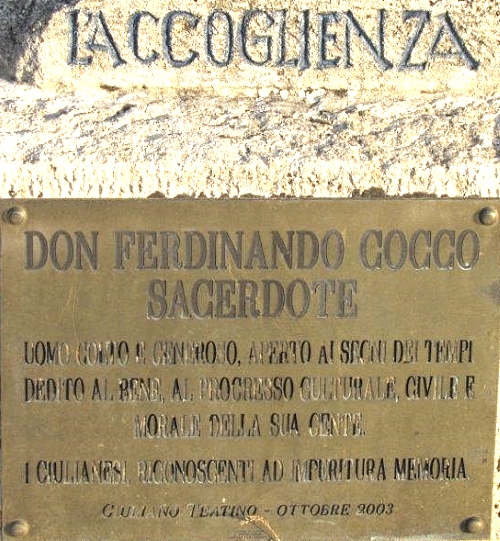 L'ACCOGLIENZA
DON FERDINANDO COCCO
SACERDOTE
UOMO COLTO E GENEROSO, APERTO AI SEGNI DEI TEMPI
DEDITO AL BENE, AL PROGRESSO CULTURALE, CIVILE E
MORALE DELLA SUA GENTE.
I GIULIANESI, RICONOSCENTI AD IMPERITURA MEMORIA.
GIULIANO TEATINO - OTTOBRE 2003